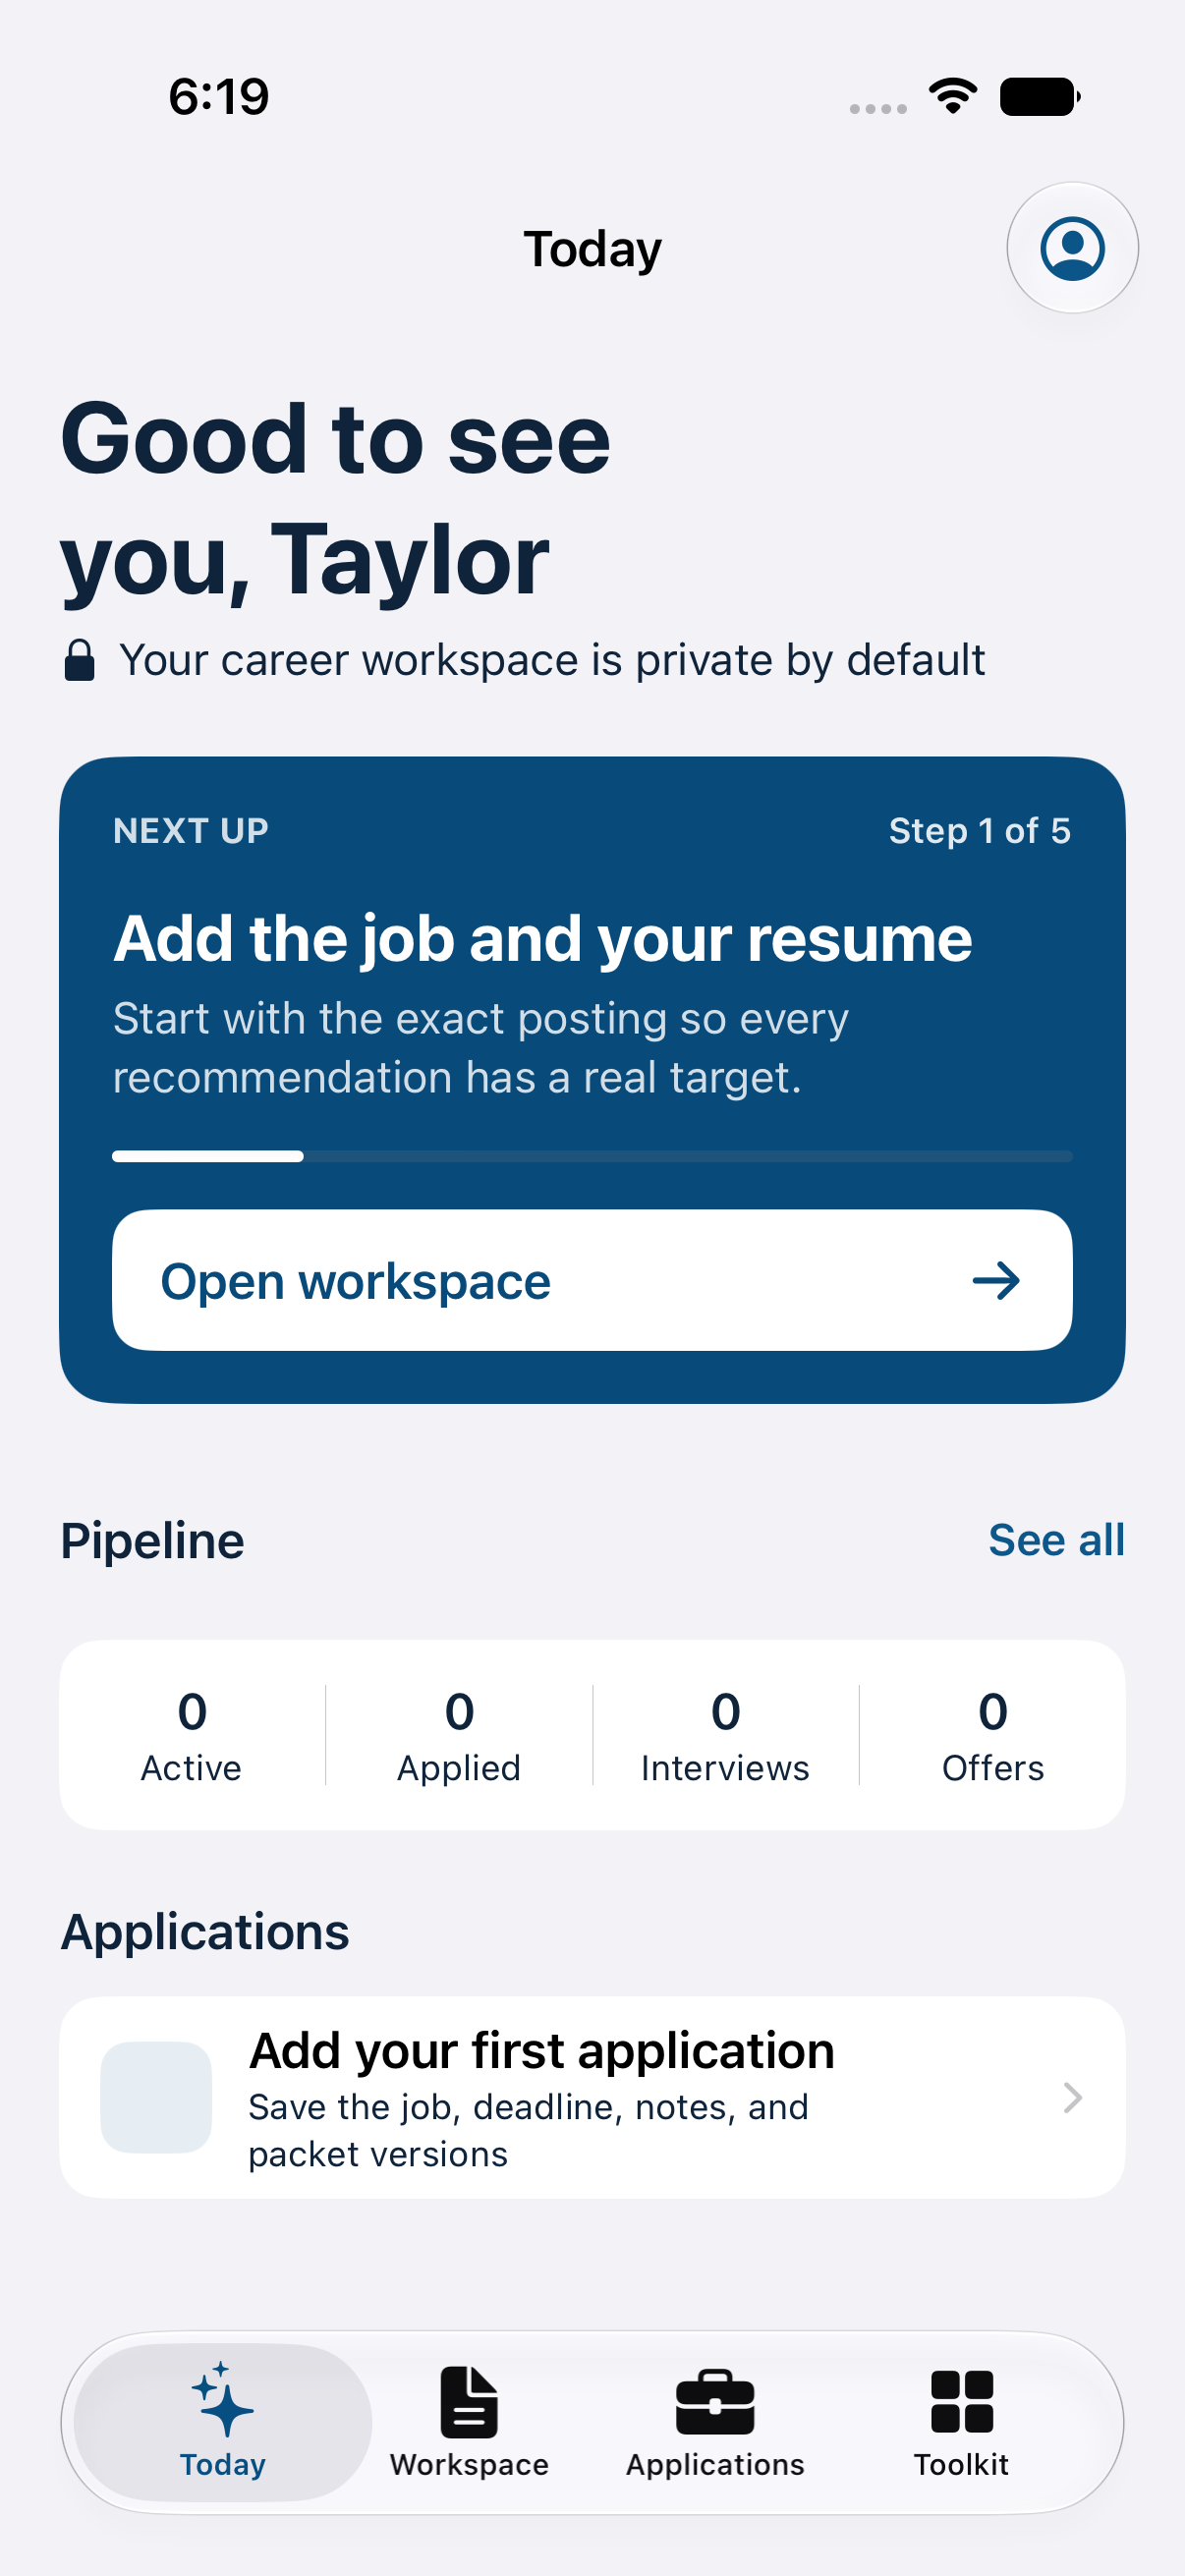 6:19
Today
Good to see
you, Taylor
Your career workspace is private by default
NEXT UP
Step 1 of 5
Add the job and your resume
Start with the exact posting so every
recommendation has a real target.
Open workspace
Pipeline
See all
0
Active
0
Applied
0
Interviews
0
Offers
Applications
Add your first application
Save the job, deadline, notes, and
packet versions
Today
Workspace
Applications
Toolkit